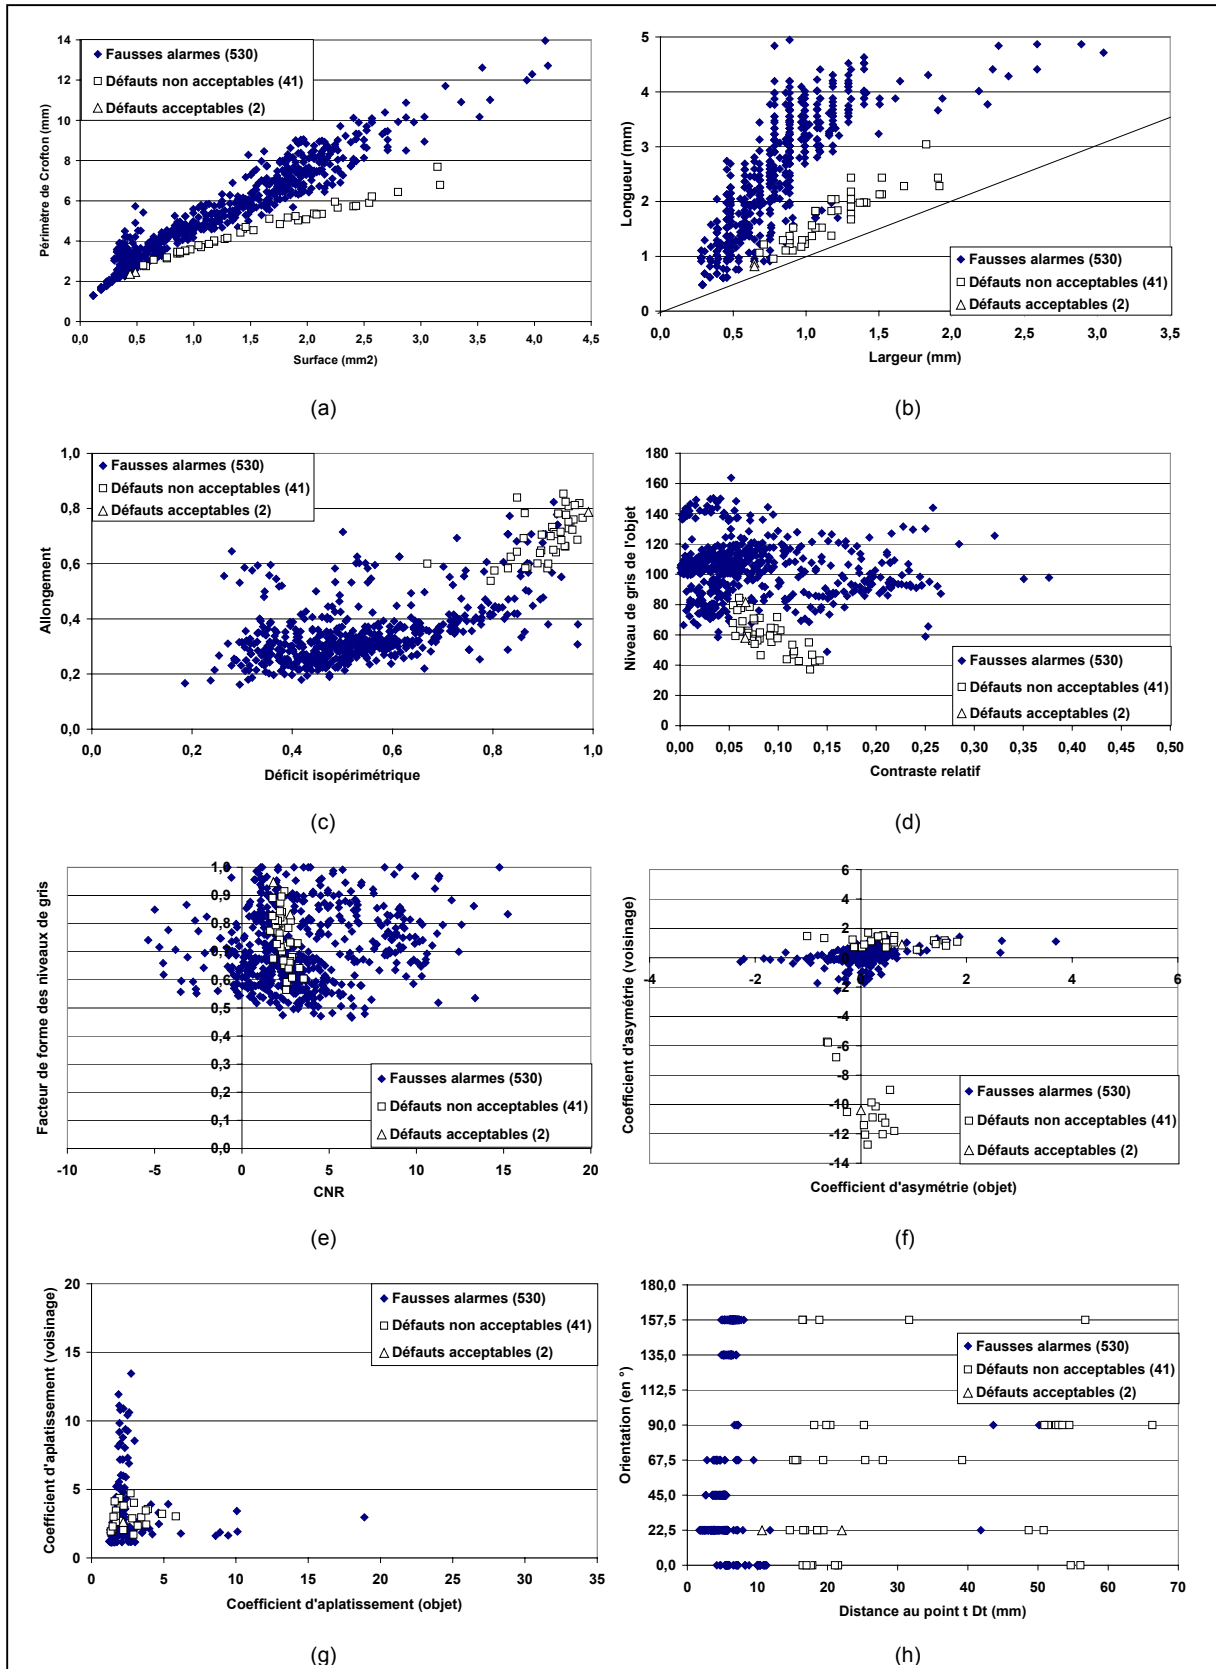 14
12
10
8
6
4
2
0
Périmètre de Crofton (mm)
Fausses alarmes (530)
Défauts non acceptables (41)
Défauts acceptables (2)
0,0 0,5 1,0 1,5 2,0 2,5 3,0 3,5 4,0 4,5
Surface (mm2)
(a)
5
4
3
2
1
0
Longueur (mm)
Fausses alarmes (530)
Défauts non acceptables (41)
Défauts acceptables (2)
0,0 0,5 1,0 1,5 2,0 2,5 3,0 3,5
Largeur (mm)
(b)
1,0
0,8
0,6
0,4
0,2
0,0
Allongement
Fausses alarmes (530)
Défauts non acceptables (41)
Défauts acceptables (2)
0,0 0,2 0,4 0,6 0,8 1,0
Déficit isopérimétrique
(c)
180
160
140
120
100
80
60
40
20
0
Niveau de gris de l'objet
Fausses alarmes (530)
Défauts non acceptables (41)
Défauts acceptables (2)
0,00 0,05 0,10 0,15 0,20 0,25 0,30 0,35 0,40 0,45 0,50
Contraste relatif
(d)
1,0
0,9
0,8
0,7
0,6
0,5
0,4
0,3
0,2
0,1
0,0
Facteur de forme des niveaux de gris
Fausses alarmes (530)
Défauts non acceptables (41)
Défauts acceptables (2)
-10 -5 0 5 10 15 20
CNR
(e)
6
4
2
0
-2
-4
-6
-8
-10
-12
-14
Coefficient d'asymétrie (voisinage)
-4 -2 0 2 4 6
Fausses alarmes (530)
Défauts non acceptables (41)
Défauts acceptables (2)
Coefficient d'asymétrie (objet)
(f)
20
15
10
5
0
Coefficient d'aplatissement (voisinage)
Fausses alarmes (530)
Défauts non acceptables (41)
Défauts acceptables (2)
0 5 10 15 20 25 30 35
Coefficient d'aplatissement (objet)
(g)
180,0
157,5
135,0
112,5
90,0
67,5
45,0
22,5
0,0
Orientation (en °)
Fausses alarmes (530)
Défauts non acceptables (41)
Défauts acceptables (2)
0 10 20 30 40 50 60 70
Distance au point t Dt (mm)
(h)